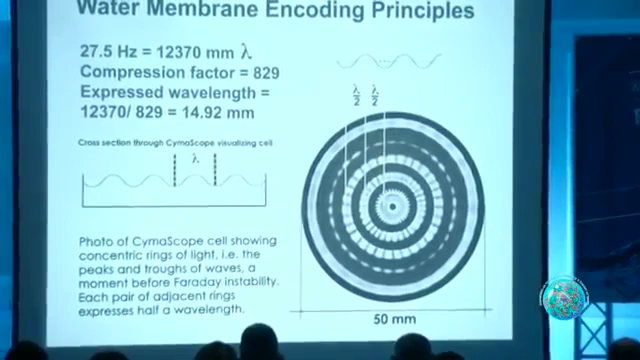 Water Membrane Encoding Principles
27.5 Hz = 12370 mm λ
Compression factor = 829
Expressed wavelength =
12370/ 829 = 14.92 mm
Cross section through CymaScope visualizing cell
λ
Photo of CymaScope cell showing
concentric rings of light, i.e. the
peaks and troughs of waves, a
moment before Faraday instability.
Each pair of adjacent rings
expresses half a wavelength.
λ λ
2 2
50 mm